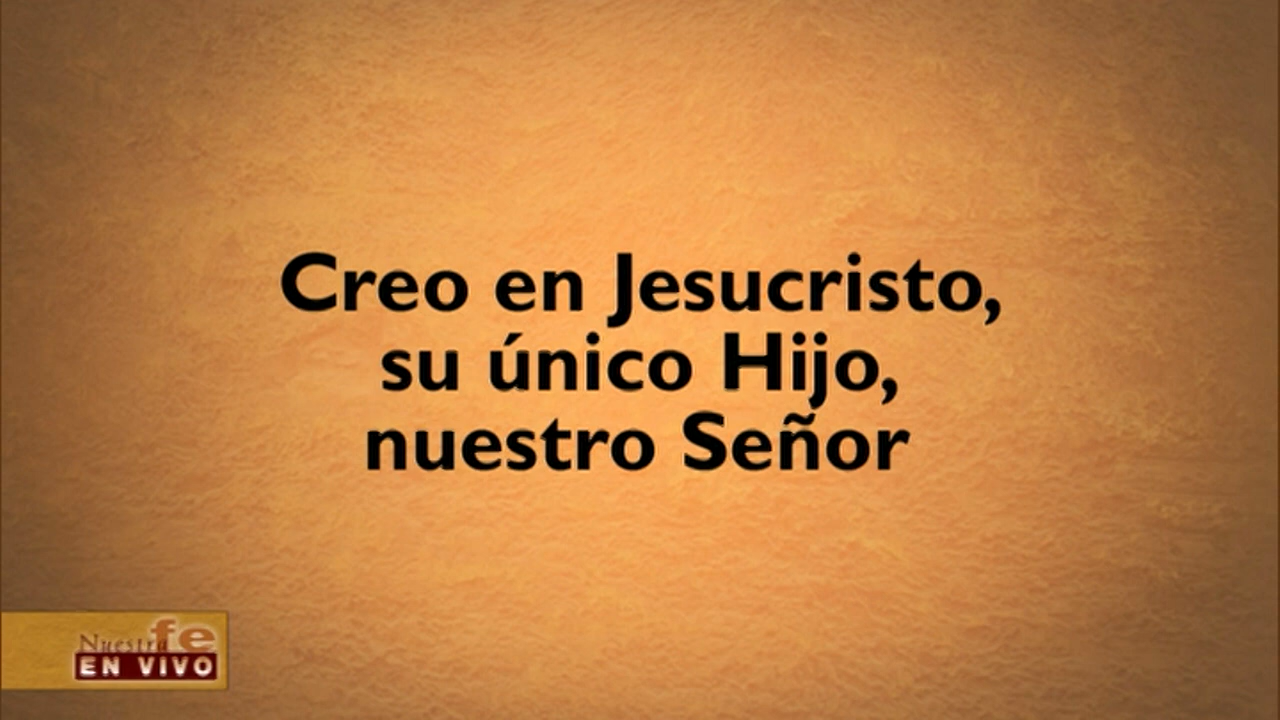 Creo en Jesucristo,
su único Hijo,
nuestro Señor
Nuestra fe
EN VIVO